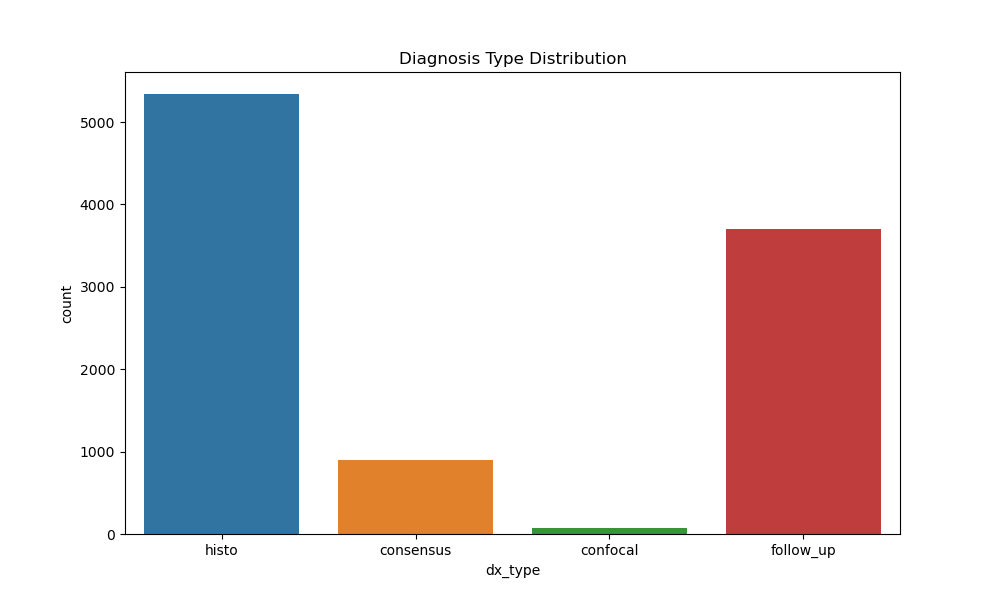 Diagnosis Type Distribution
5000
4000
3000
2000
1000
0
count
histo
consensus
confocal
follow_up
dx_type